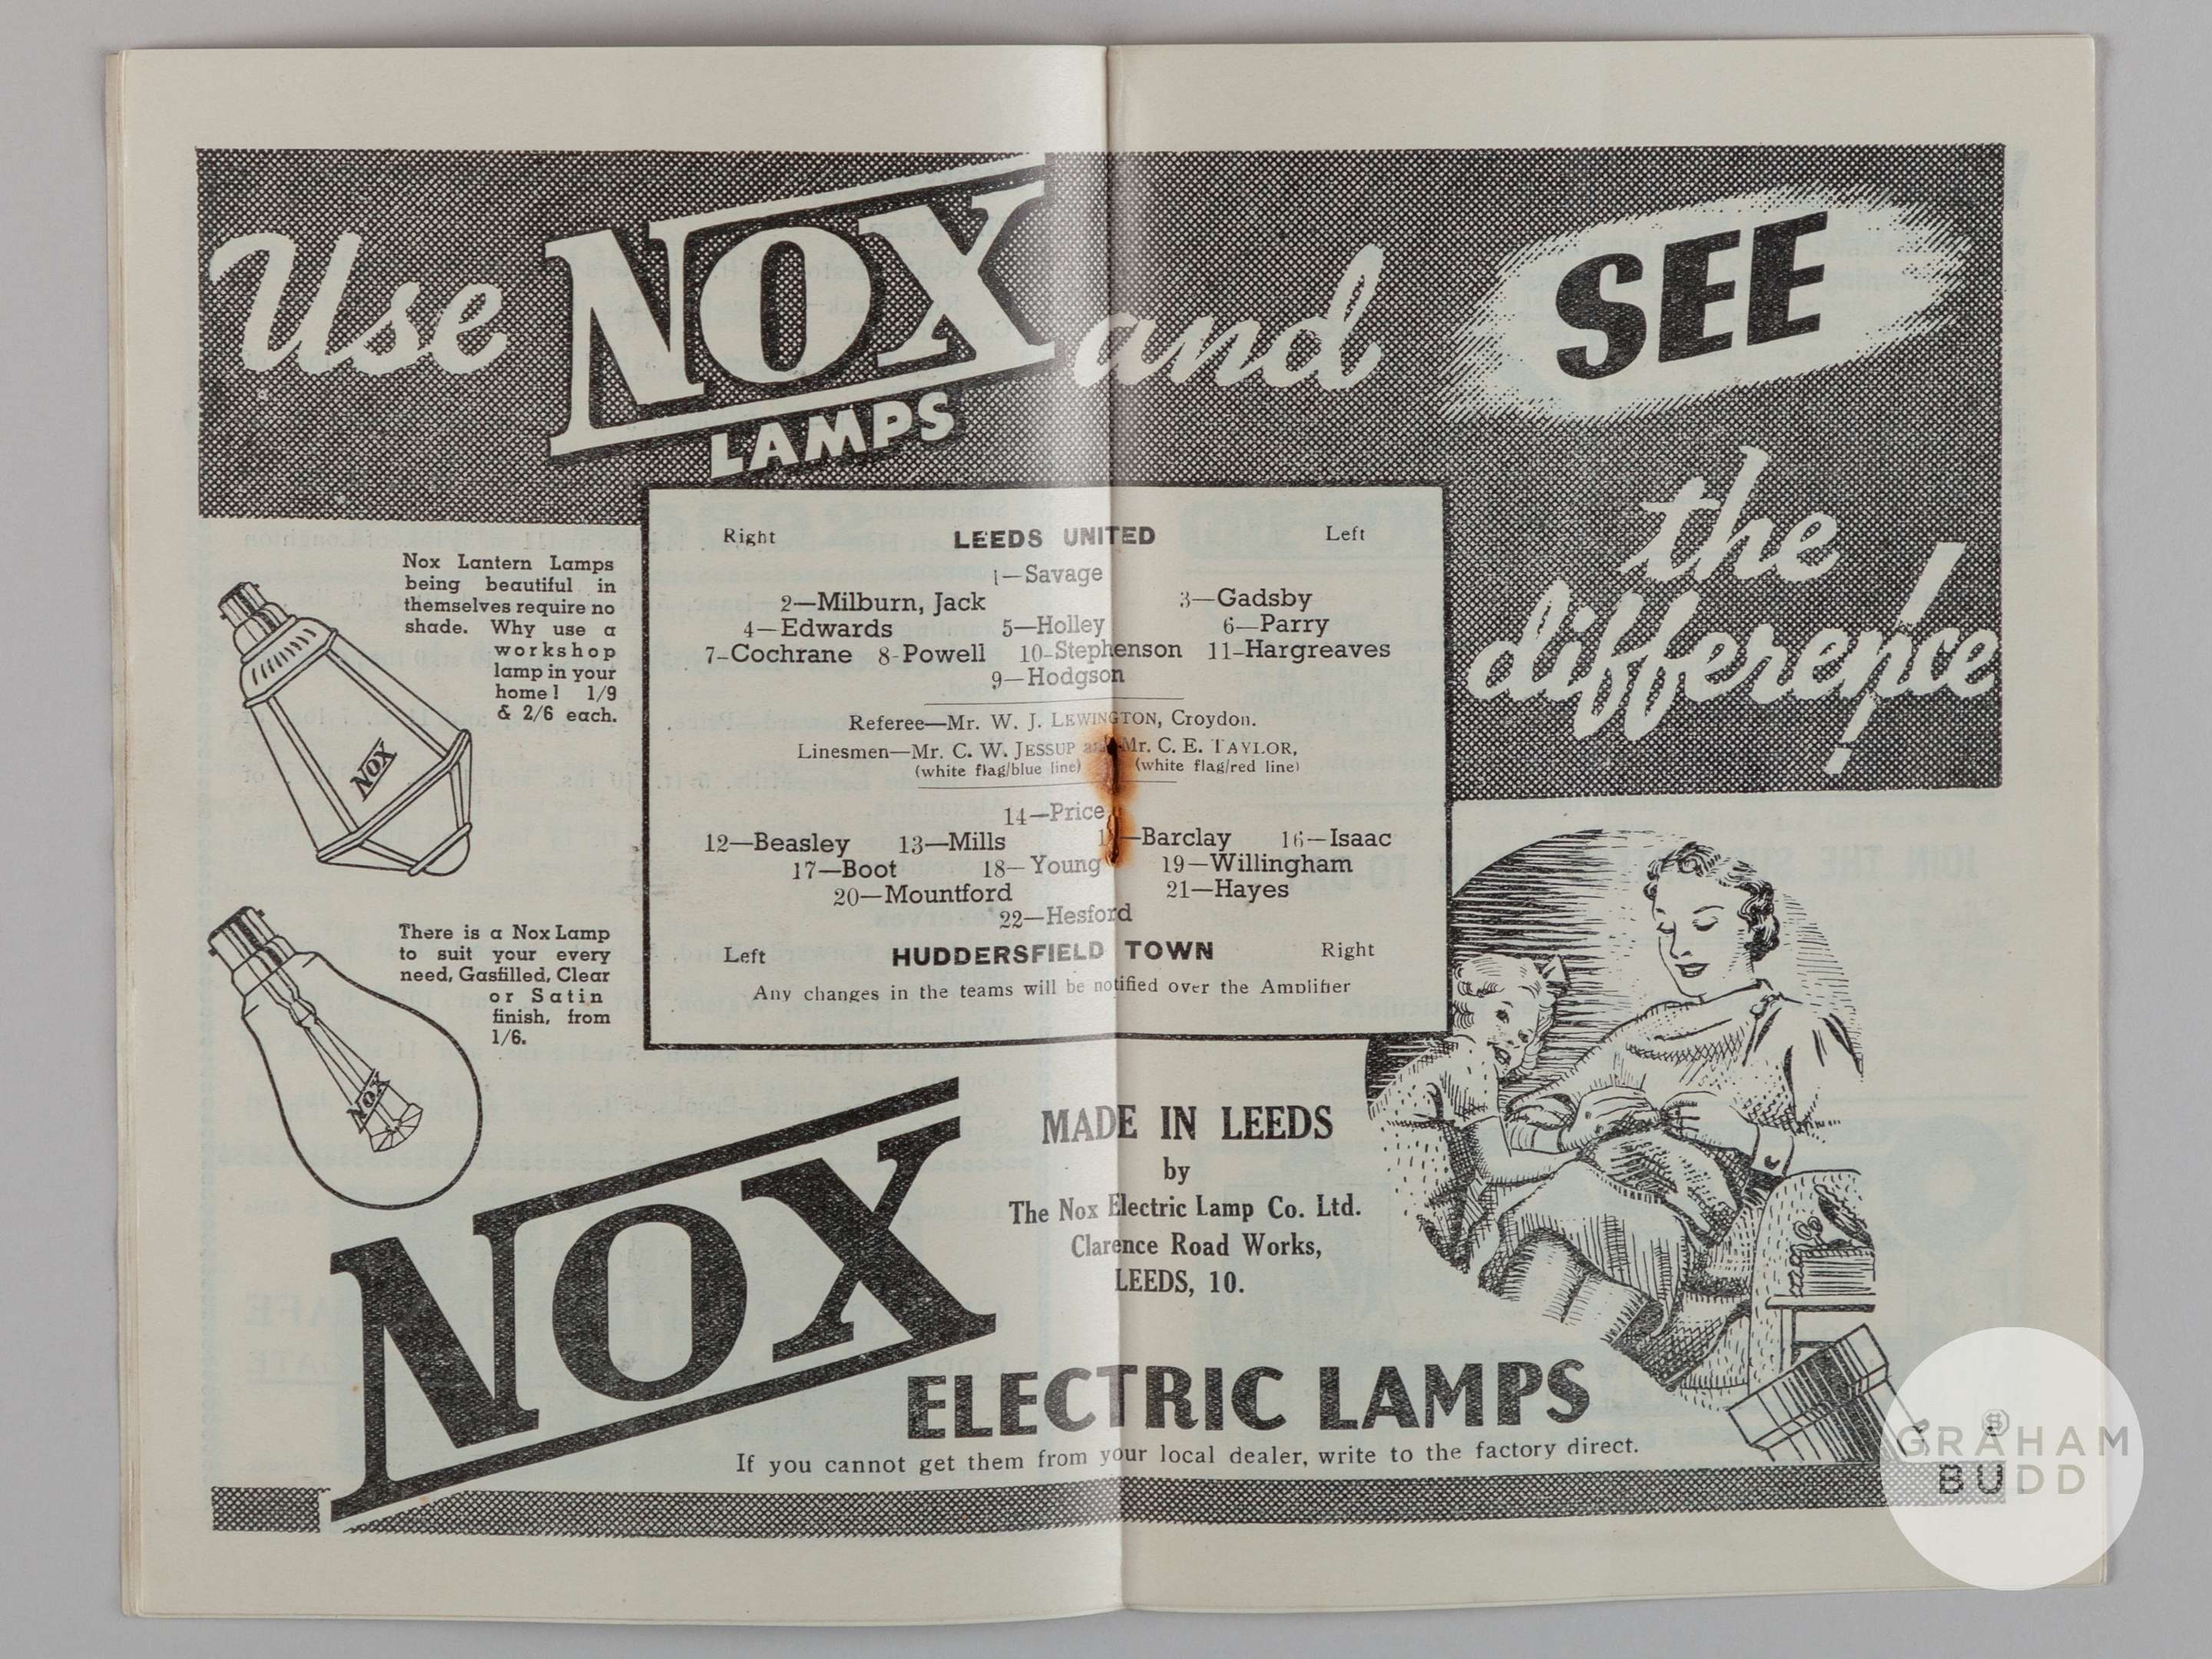 Use NOX and SEE
LAMPS
the
difference!
Nox Lantern Lamps
being beautiful in
themselves require no
shade. Why use a
workshop
lamp in your
home! 1/9
& 2/6 each.
NOX
There is a Nox Lamp
to suit your every
need, Gasfilled, Clear
or Satin
finish, from
1/6.
NOX
Right LEEDS UNITED Left
1—Savage
2—Milburn, Jack 3—Gadsby
4—Edwards 5—Holley 6—Parry
7-Cochrane 8-Powell 10-Stephenson 11-Hargreaves
9—Hodgson
Referee—Mr. W. J. LEWINGTON, Croydon.
Linesmen—Mr. C. W. JESSUP and Mr. C. E. TAYLOR,
(white flag/blue line) (white flag/red line)
14—Price
12—Beasley 13—Mills —Barclay 16—Isaac
17—Boot 18—Young 19—Willingham
20—Mountford 21—Hayes
22—Hesford
Left HUDDERSFIELD TOWN Right
Any changes in the teams will be notified over the Amplifier
MADE IN LEEDS
by
The Nox Electric Lamp Co. Ltd.
Clarence Road Works,
LEEDS, 10.
NOX
ELECTRIC LAMPS
If you cannot get them from your local dealer, write to the factory direct.
GRAHAM
BUDD